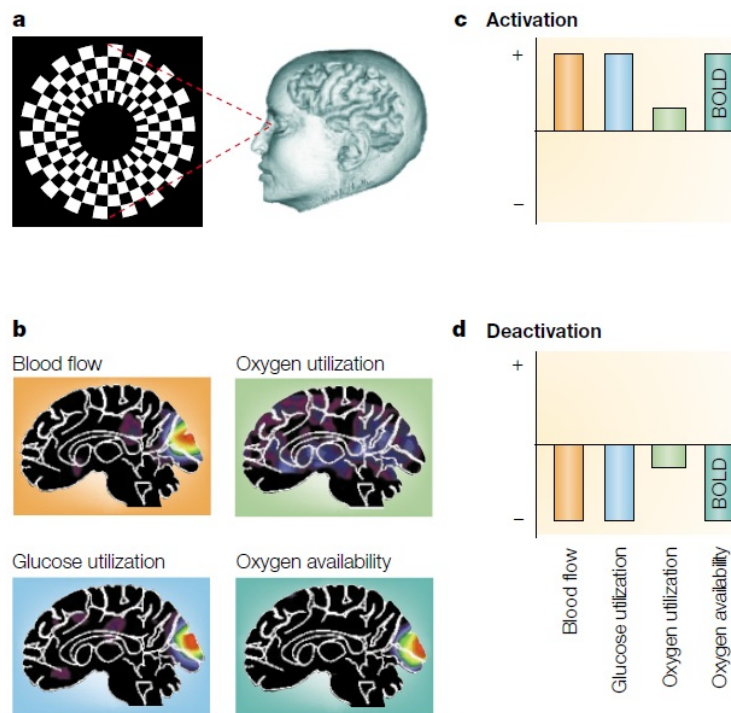 a
b
Blood flow
Oxygen utilization
Glucose utilization
Oxygen availability
c Activation
+
BOLD
−
d Deactivation
+
BOLD
−
Blood flow
Glucose utilization
Oxygen utilization
Oxygen availability